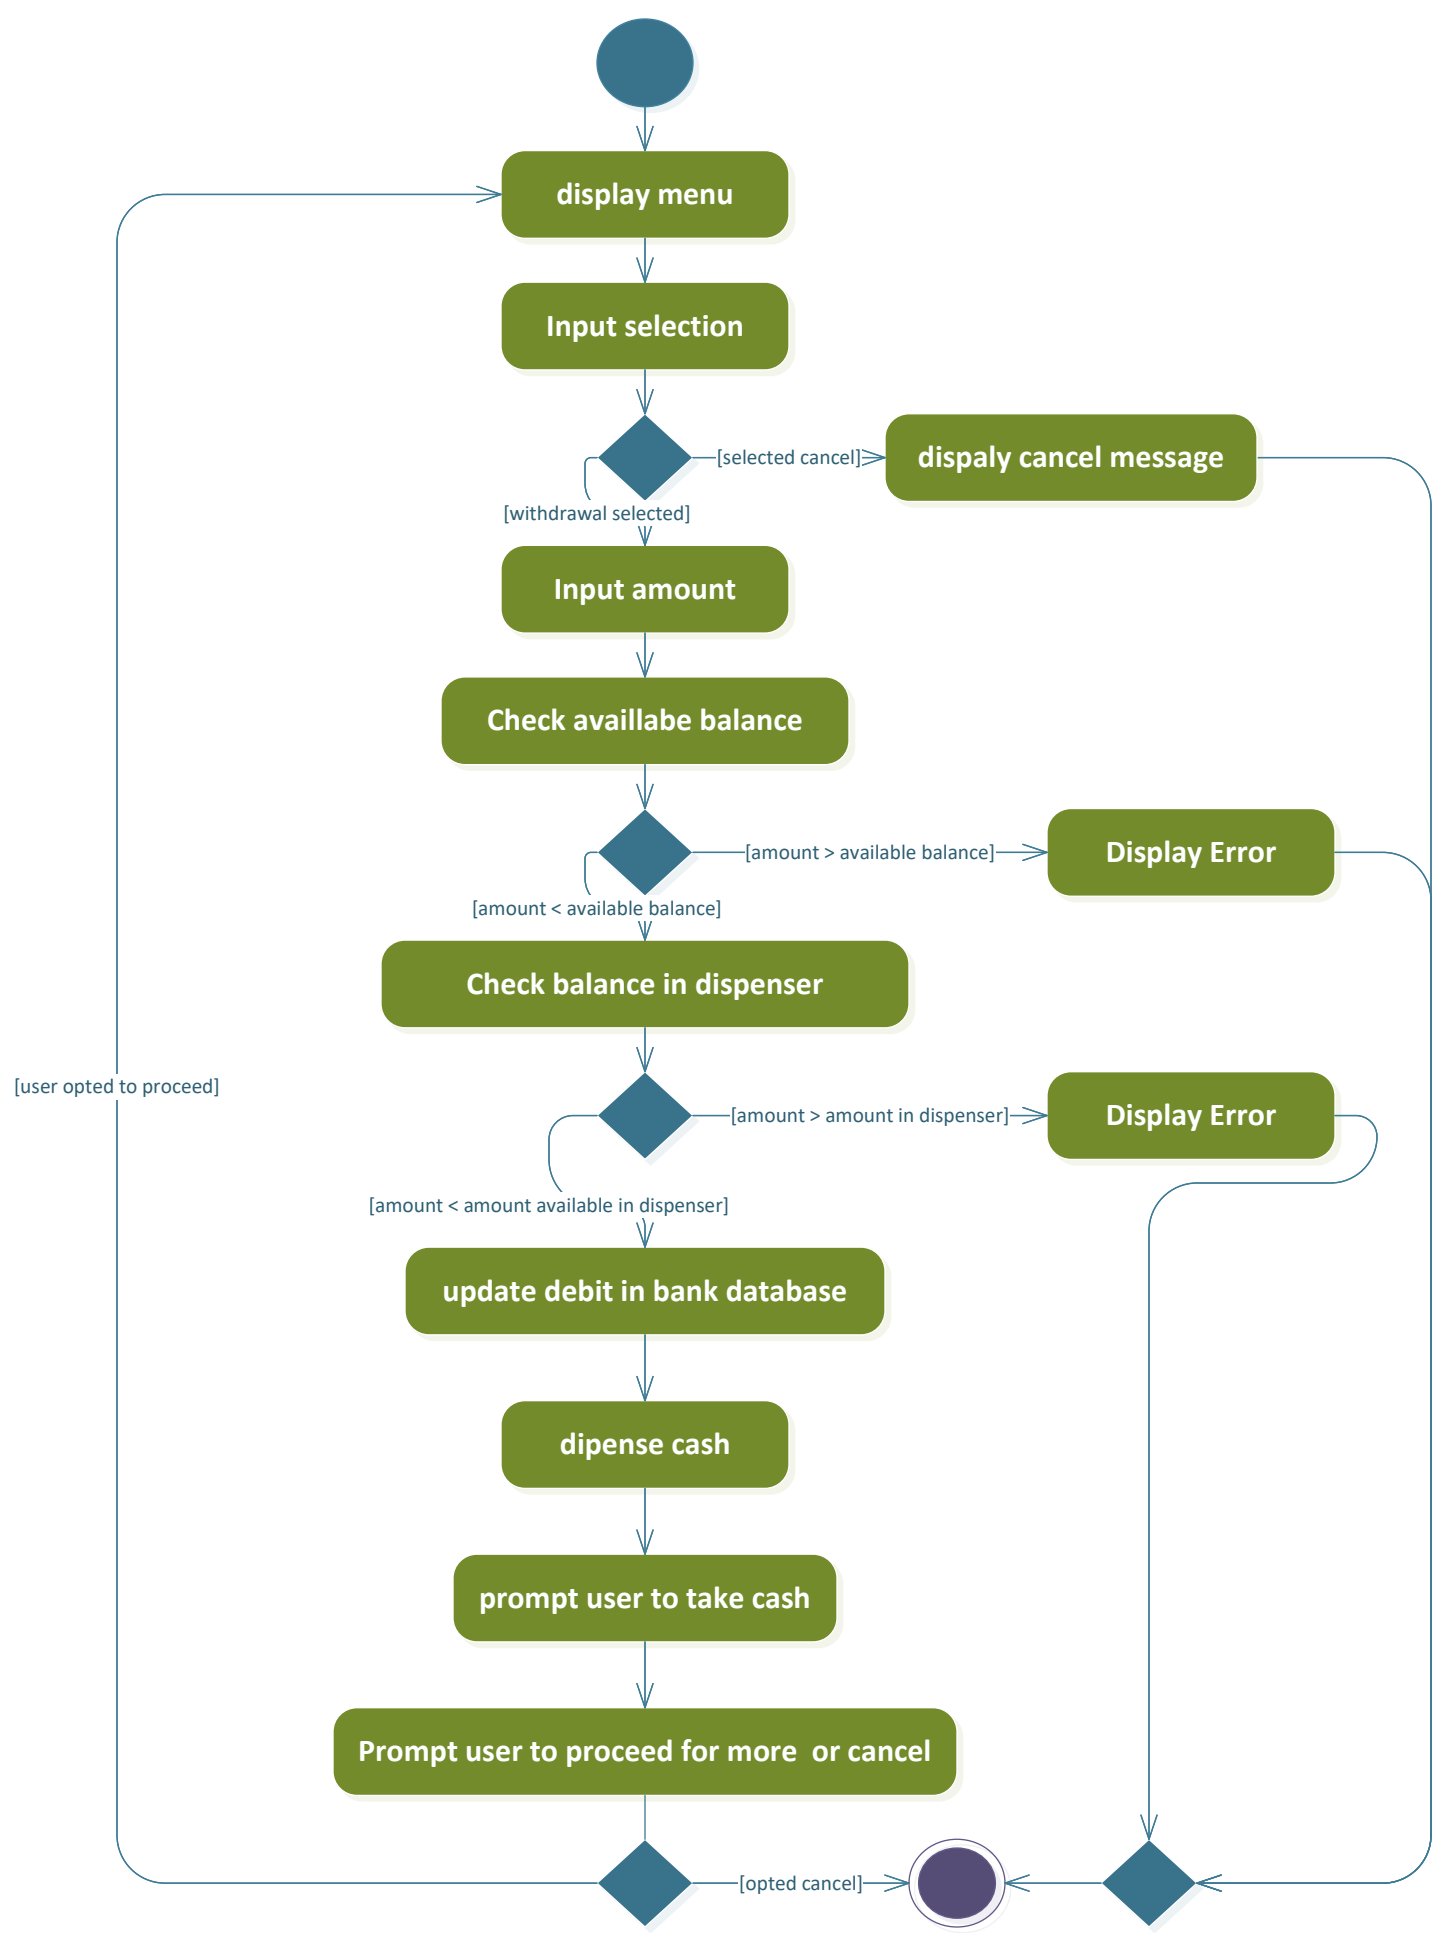 display menu
Input selection
[selected cancel]
dispaly cancel message
[withdrawal selected]
Input amount
Check availlabe balance
[amount > available balance]
Display Error
[amount < available balance]
Check balance in dispenser
[user opted to proceed]
[amount > amount in dispenser]
Display Error
[amount < amount available in dispenser]
update debit in bank database
dipense cash
prompt user to take cash
Prompt user to proceed for more  or cancel
[opted cancel]